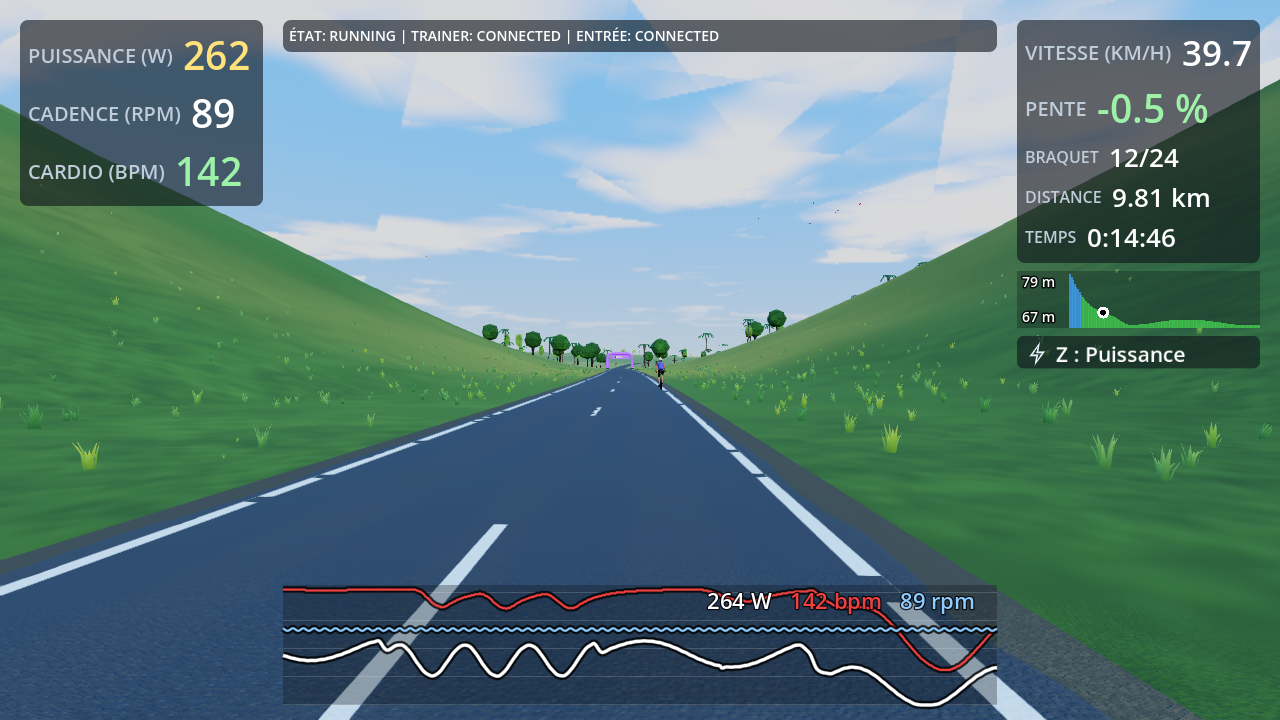 PUISSANCE (W) 262
CADENCE (RPM) 89
CARDIO (BPM) 142
ÉTAT: RUNNING | TRAINER: CONNECTED | ENTRÉE: CONNECTED
VITESSE (KM/H) 39.7
PENTE -0.5 %
BRAQUET 12/24
DISTANCE 9.81 km
TEMPS 0:14:46
79 m
67 m
Z : Puissance
264 W 142 bpm 89 rpm